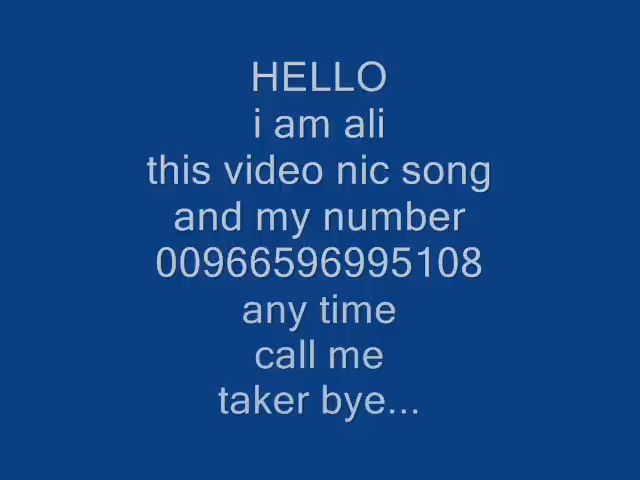 HELLO
i am ali
this video nic song
and my number
00966596995108
any time
call me
taker bye...